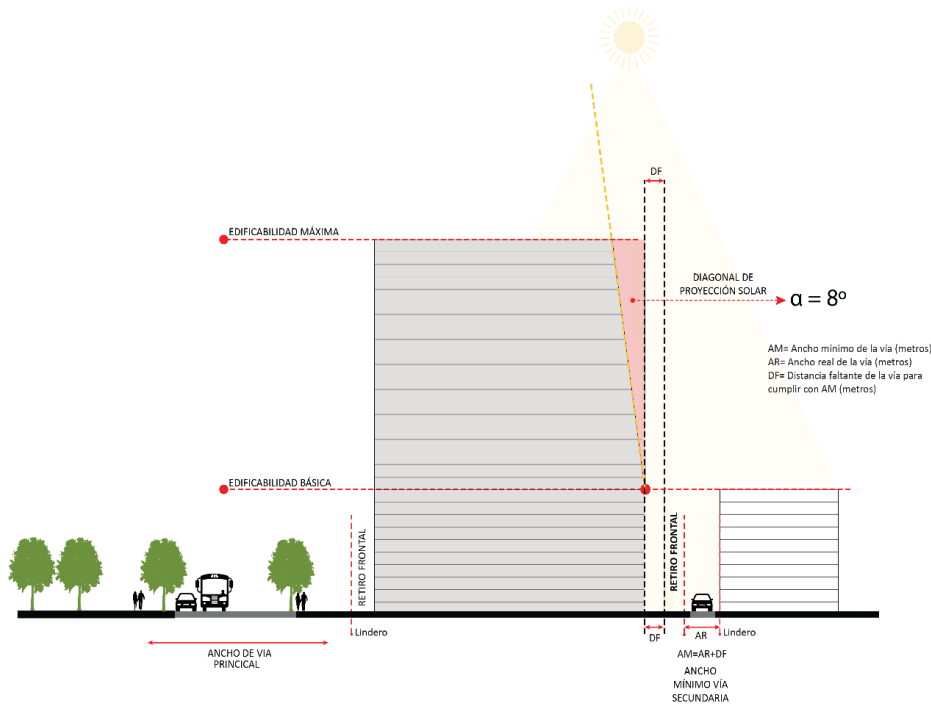 DF
EDIFICABILIDAD MÁXIMA
DIAGONAL DE
PROYECCIÓN SOLAR
α = 8º
AM= Ancho mínimo de la vía (metros)
AR= Ancho real de la vía (metros)
DF= Distancia faltante de la vía para
cumplir con AM (metros)
EDIFICABILIDAD BÁSICA
RETIRO FRONTAL
RETIRO FRONTAL
Lindero
DF
AR
Lindero
ANCHO DE VIA
PRINCICAL
AM=AR+DF
ANCHO
MÍNIMO VÍA
SECUNDARIA